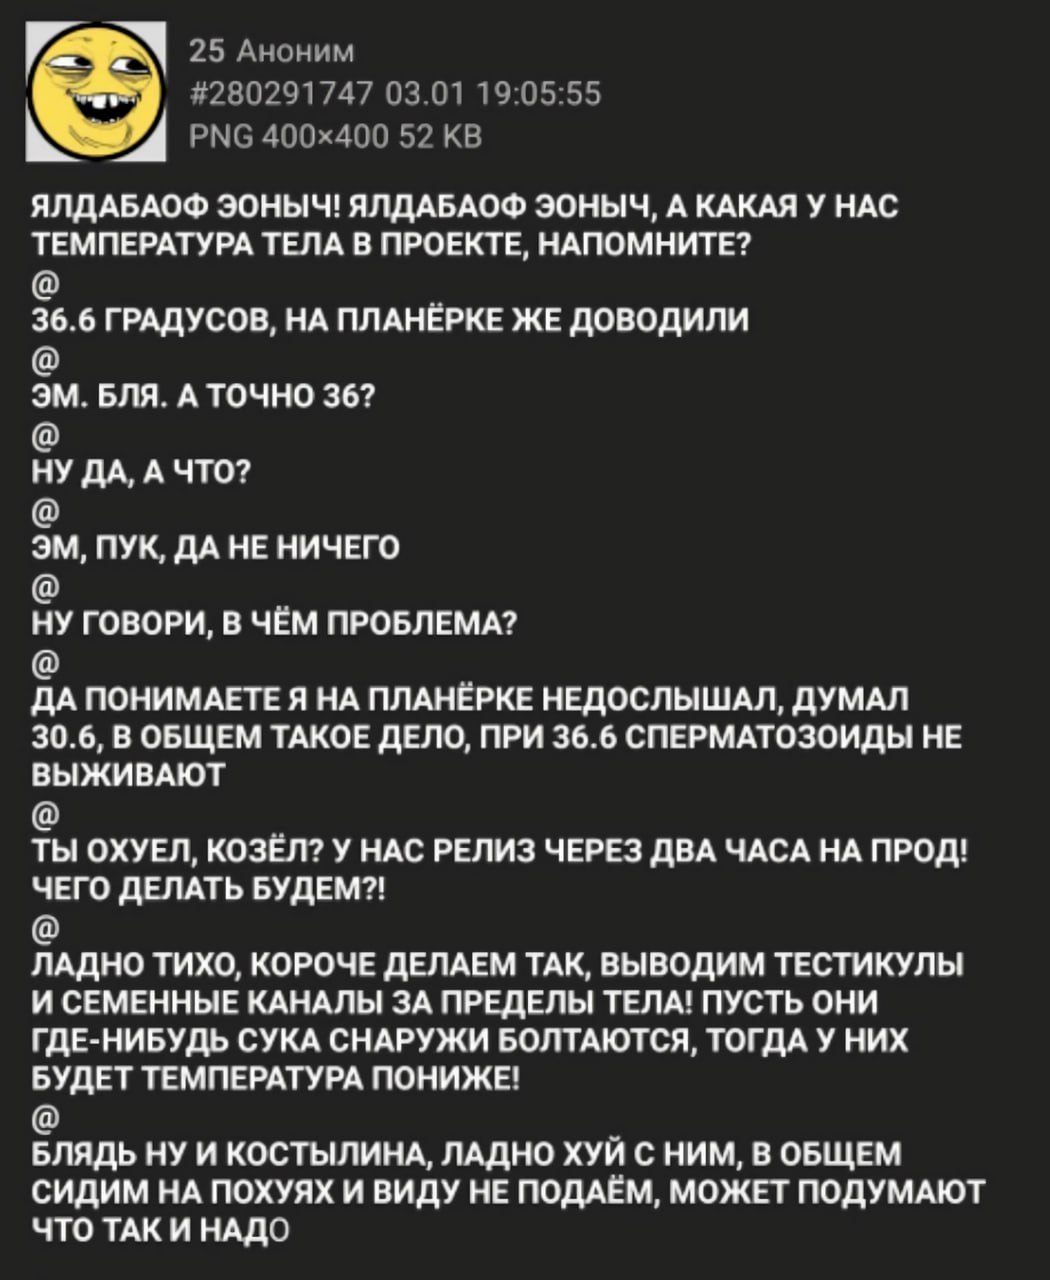 25 Аноним
#280291747 03.01 19:05:55
PNG 400×400 52 KB
ЯЛДАБАОФ ЭОНЫЧ! ЯЛДАБАОФ ЭОНЫЧ, А КАКАЯ У НАС
ТЕМПЕРАТУРА ТЕЛА В ПРОЕКТЕ, НАПОМНИТЕ?
@
36.6 ГРАДУСОВ, НА ПЛАНЁРКЕ ЖЕ ДОВОДИЛИ
@
ЭМ. БЛЯ. А ТОЧНО 36?
@
НУ ДА, А ЧТО?
@
ЭМ, ПУК, ДА НЕ НИЧЕГО
@
НУ ГОВОРИ, В ЧЁМ ПРОБЛЕМА?
@
ДА ПОНИМАЕТЕ Я НА ПЛАНЁРКЕ НЕДОСЛЫШАЛ, ДУМАЛ
30.6, В ОБЩЕМ ТАКОЕ ДЕЛО, ПРИ 36.6 СПЕРМАТОЗОИДЫ НЕ
ВЫЖИВАЮТ
@
ТЫ ОХУЕЛ, КОЗЁЛ? У НАС РЕЛИЗ ЧЕРЕЗ ДВА ЧАСА НА ПРОД!
ЧЕГО ДЕЛАТЬ БУДЕМ?!
@
ЛАДНО ТИХО, КОРОЧЕ ДЕЛАЕМ ТАК, ВЫВОДИМ ТЕСТИКУЛЫ
И СЕМЕННЫЕ КАНАЛЫ ЗА ПРЕДЕЛЫ ТЕЛА! ПУСТЬ ОНИ
ГДЕ-НИБУДЬ СУКА СНАРУЖИ БОЛТАЮТСЯ, ТОГДА У НИХ
БУДЕТ ТЕМПЕРАТУРА ПОНИЖЕ!
@
БЛЯДЬ НУ И КОСТЫЛИНА, ЛАДНО ХУЙ С НИМ, В ОБЩЕМ
СИДИМ НА ПОХУЯХ И ВИДУ НЕ ПОДАЁМ, МОЖЕТ ПОДУМАЮТ
ЧТО ТАК И НАДО